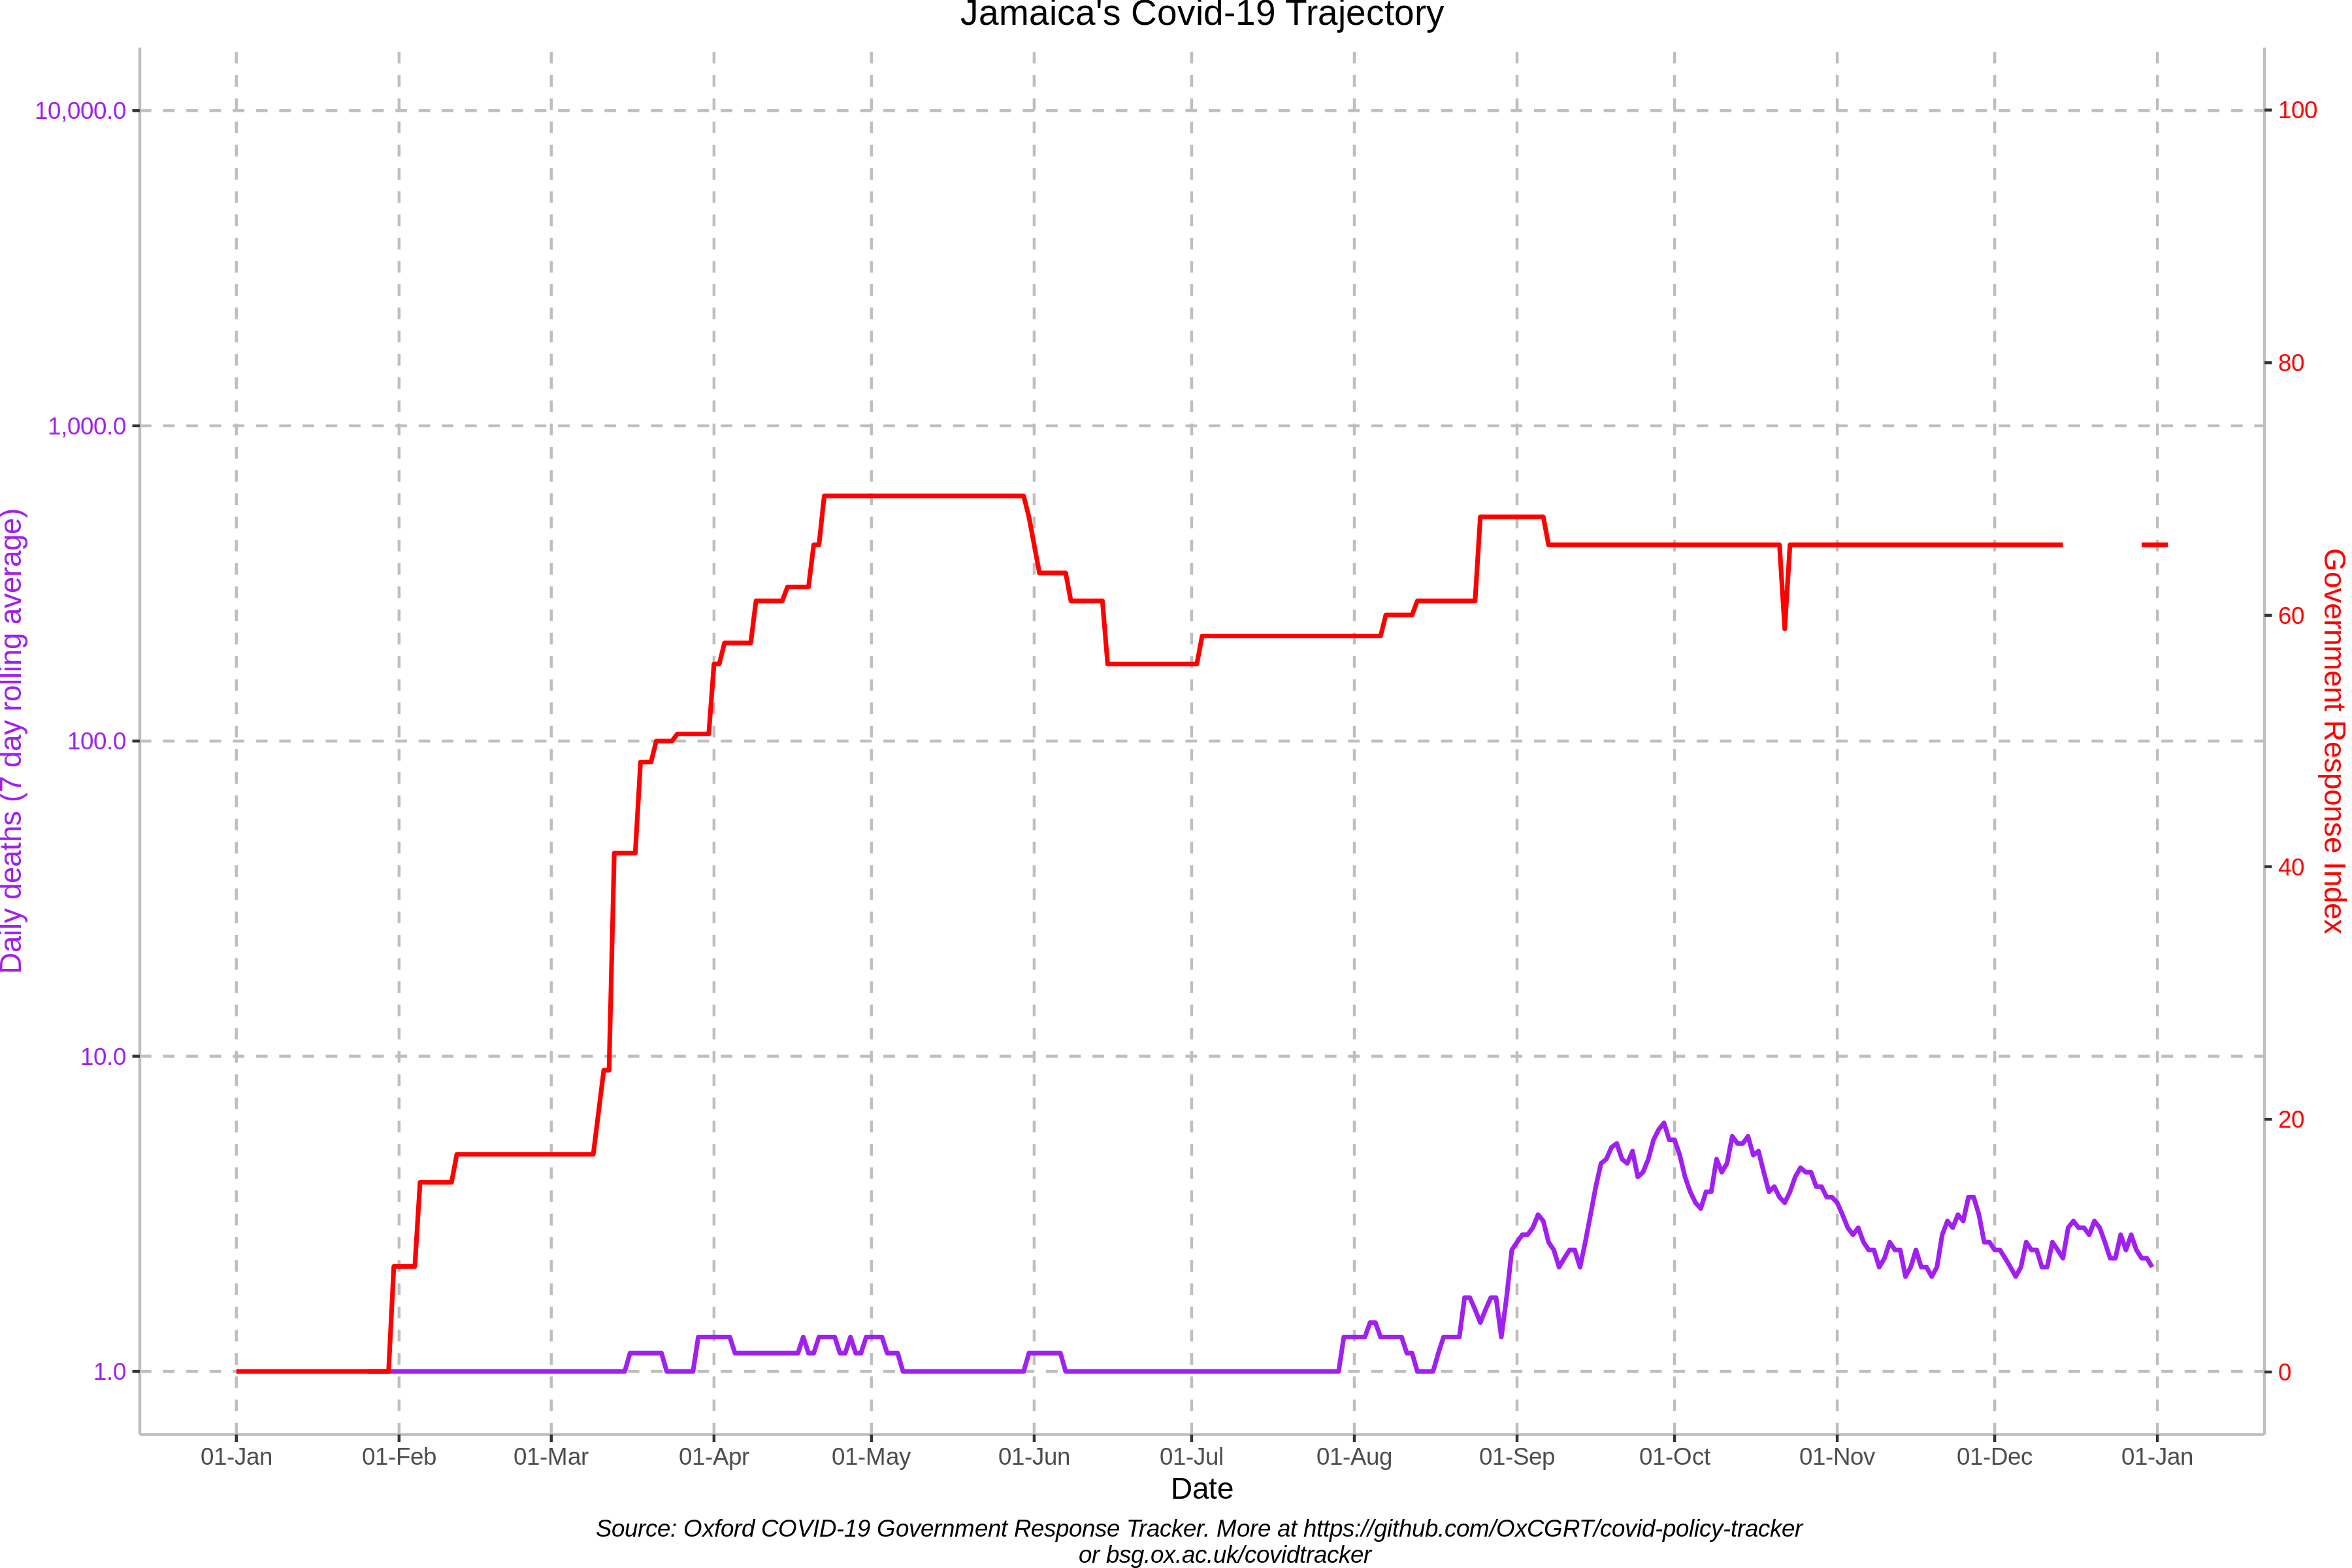 Jamaica's Covid-19 Trajectory
10,000.0
1,000.0
100.0
10.0
1.0
Daily deaths (7 day rolling average)
100
80
60
40
20
0
Government Response Index
01-Jan 01-Feb 01-Mar 01-Apr 01-May 01-Jun 01-Jul 01-Aug 01-Sep 01-Oct 01-Nov 01-Dec 01-Jan
Date
Source: Oxford COVID-19 Government Response Tracker. More at https://github.com/OxCGRT/covid-policy-tracker
or bsg.ox.ac.uk/covidtracker